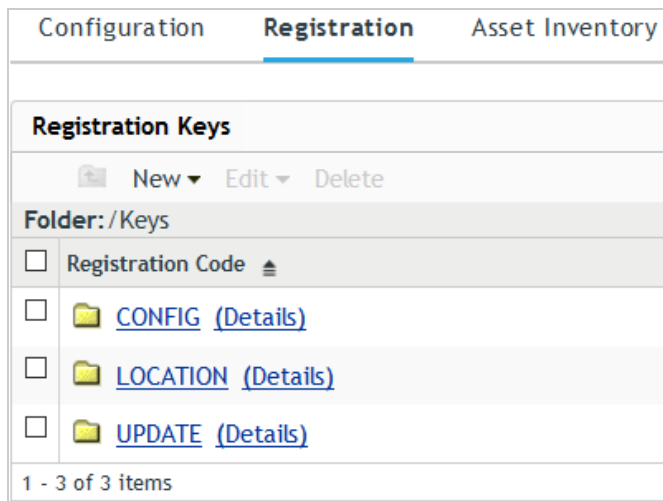 Configuration Registration Asset Inventory
Registration Keys
New Edit Delete
Folder:/Keys
Registration Code
CONFIG (Details)
LOCATION (Details)
UPDATE (Details)
1 - 3 of 3 items